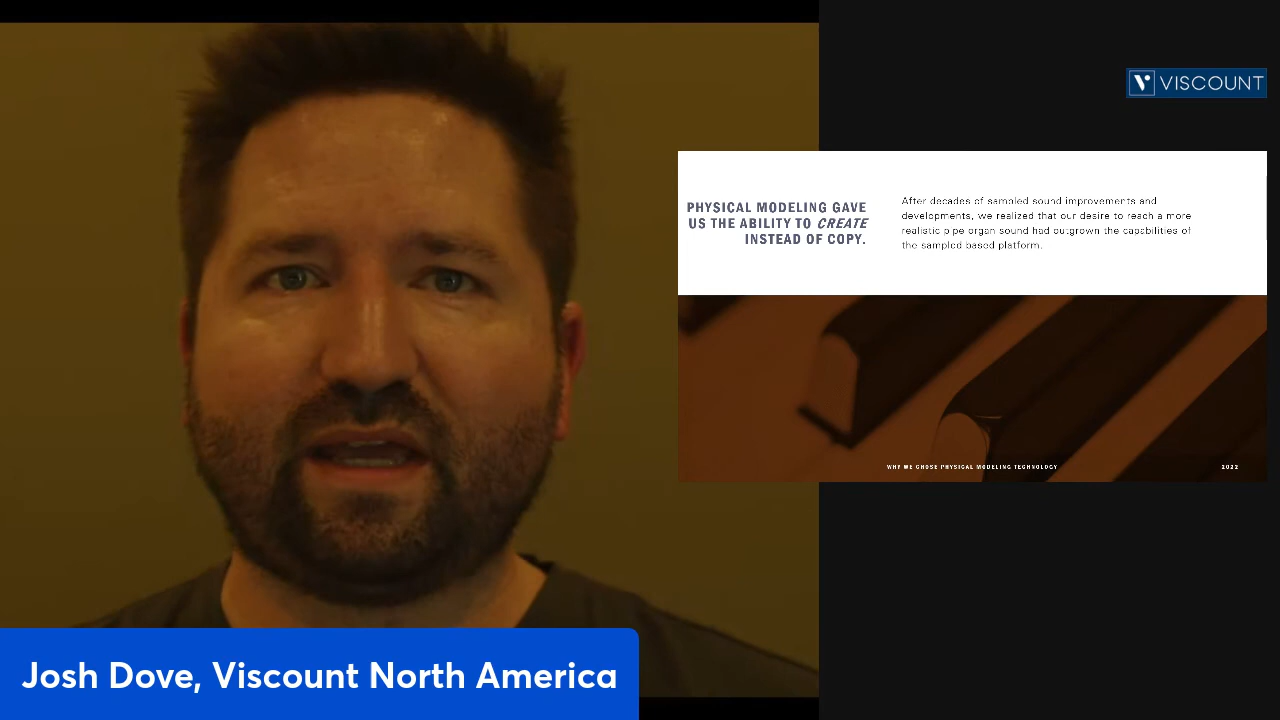 VISCOUNT
PHYSICAL MODELING GAVE
US THE ABILITY TO CREATE
INSTEAD OF COPY.
After decades of sampled sound improvements and
developments, we realized that our desire to reach a more
realistic pipe organ sound had outgrown the capabilities of
the sampled based platform.
WHY WE CHOSE PHYSICAL MODELING TECHNOLOGY
2022
Josh Dove, Viscount North America